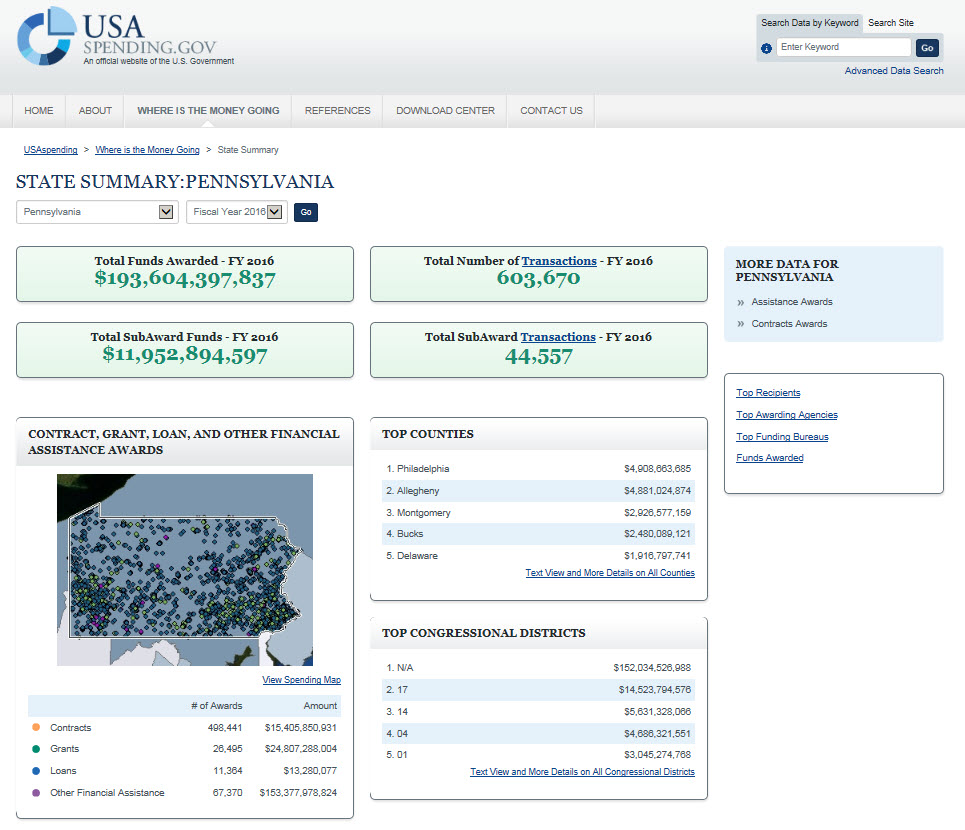 USA
SPENDING.GOV
An official website of the U.S. Government
Search Data by Keyword Search Site
Enter Keyword Go
Advanced Data Search
HOME ABOUT WHERE IS THE MONEY GOING REFERENCES DOWNLOAD CENTER CONTACT US
USAspending > Where is the Money Going > State Summary
STATE SUMMARY:PENNSYLVANIA
Pennsylvania Fiscal Year 2016 Go
Total Funds Awarded - FY 2016
$193,604,397,837
Total Number of Transactions - FY 2016
603,670
Total SubAward Funds - FY 2016
$11,952,894,597
Total SubAward Transactions - FY 2016
44,557
MORE DATA FOR
PENNSYLVANIA
» Assistance Awards
» Contracts Awards
Top Recipients
Top Awarding Agencies
Top Funding Bureaus
Funds Awarded
CONTRACT, GRANT, LOAN, AND OTHER FINANCIAL
ASSISTANCE AWARDS
View Spending Map
# of Awards Amount
Contracts 498,441 $15,405,850,931
Grants 26,495 $24,807,288,004
Loans 11,364 $13,280,077
Other Financial Assistance 67,370 $153,377,978,824
TOP COUNTIES
1. Philadelphia $4,908,663,685
2. Allegheny $4,881,024,874
3. Montgomery $2,926,577,159
4. Bucks $2,480,089,121
5. Delaware $1,916,797,741
Text View and More Details on All Counties
TOP CONGRESSIONAL DISTRICTS
1. N/A $152,034,526,988
2. 17 $14,523,794,576
3. 14 $5,631,328,066
4. 04 $4,686,321,551
5. 01 $3,045,274,768
Text View and More Details on All Congressional Districts